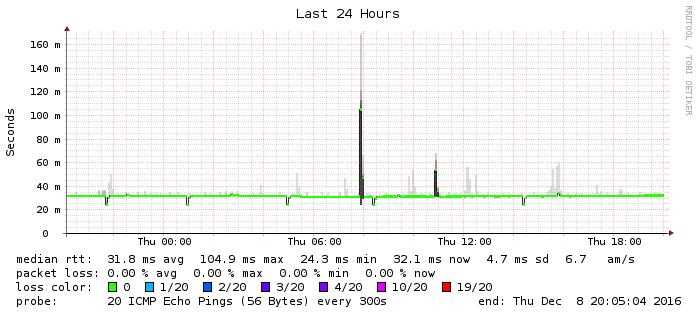 Last 24 Hours
RRDTOOL / TOBI OETIKER
Seconds
160 m
140 m
120 m
100 m
80 m
60 m
40 m
20 m
0
Thu 00:00 Thu 06:00 Thu 12:00 Thu 18:00
median rtt: 31.8 ms avg 104.9 ms max 24.3 ms min 32.1 ms now 4.7 ms sd 6.7 am/s
packet loss: 0.00 % avg 0.00 % max 0.00 % min 0.00 % now
loss color: 0 1/20 2/20 3/20 4/20 10/20 19/20
probe: 20 ICMP Echo Pings (56 Bytes) every 300s end: Thu Dec 8 20:05:04 2016